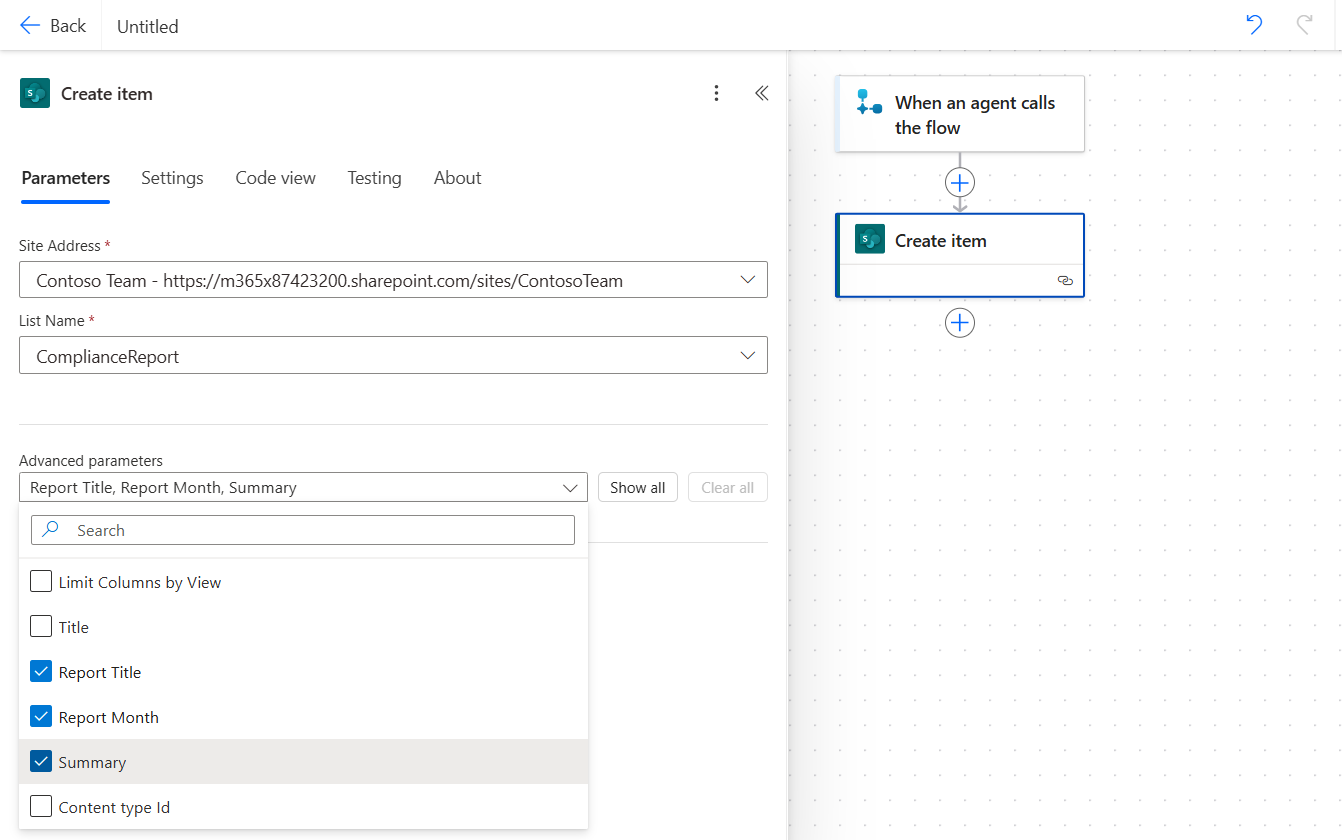 Back
Untitled
Create item
Parameters
Settings
Code view
Testing
About
Site Address *
Contoso Team - https://m365x87423200.sharepoint.com/sites/ContosoTeam
List Name *
ComplianceReport
Advanced parameters
Report Title, Report Month, Summary
Show all
Clear all
Search
Limit Columns by View
Title
Report Title
Report Month
Summary
Content type Id
When an agent calls
the flow
S
Create item